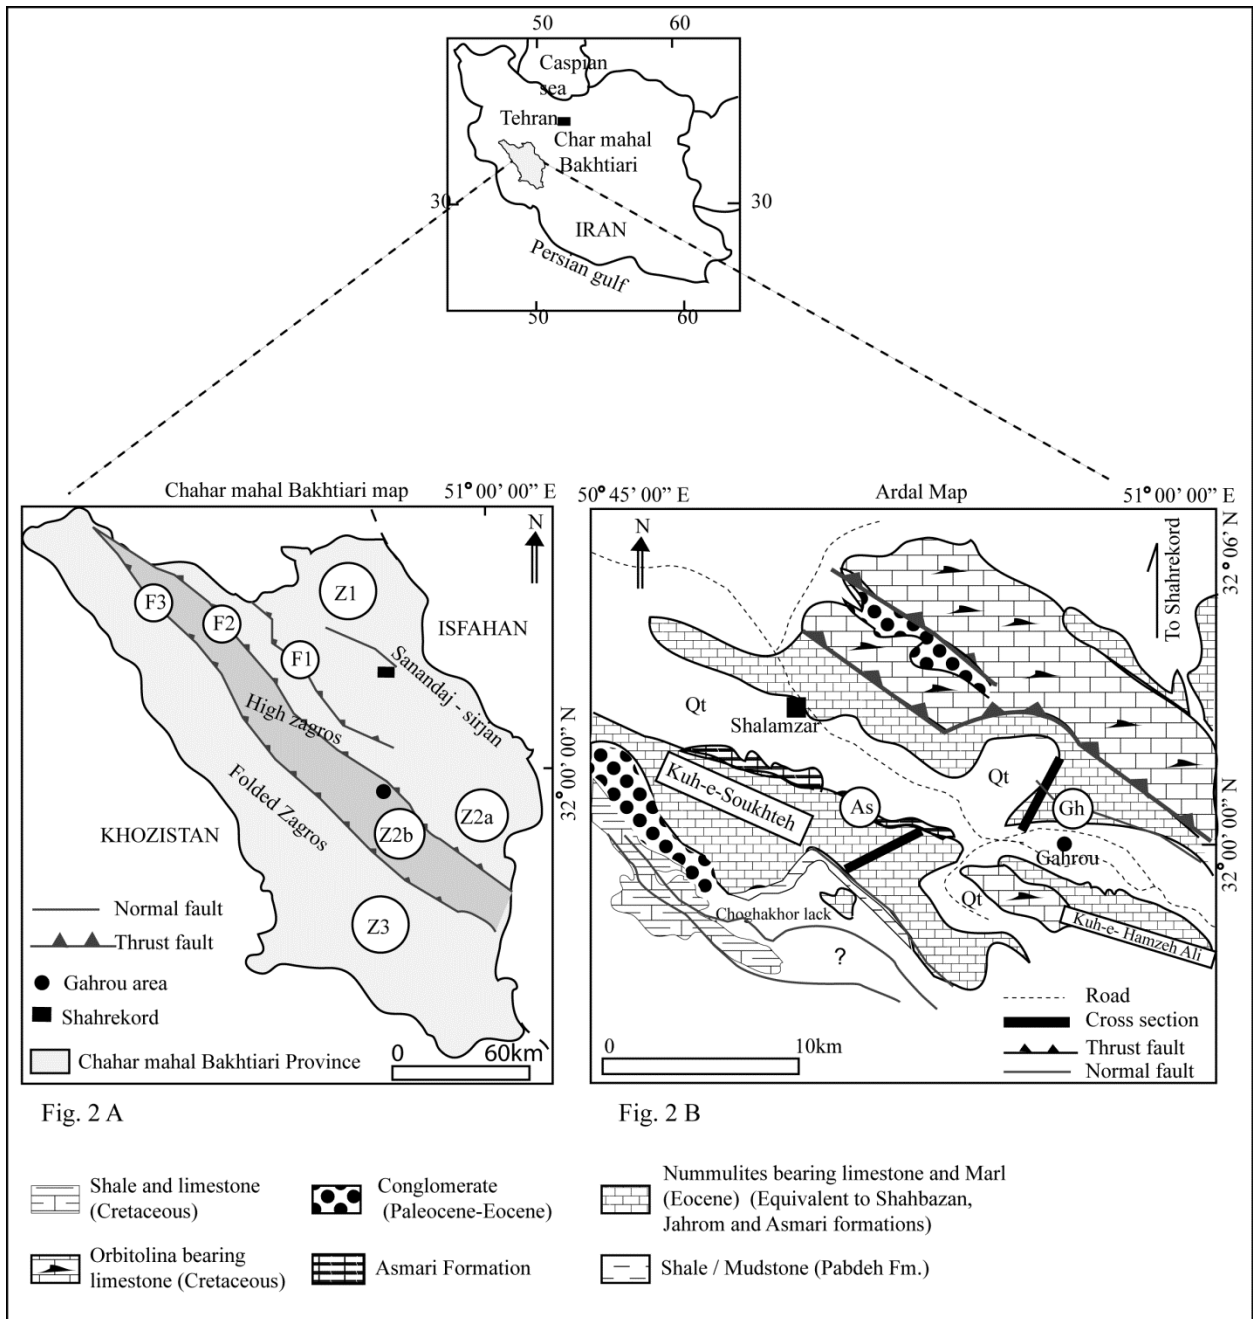 50
60
Caspian
sea
Tehran
Char mahal
Bakhtiari
30
30
IRAN
Persian gulf
50
60
Chahar mahal Bakhtiari map
51° 00' 00" E
N
Z1
F3
F2
F1
ISFAHAN
Sanandaj - sirjan
High zagros
Folded Zagros
KHOZISTAN
Z2a
Z2b
Z3
32° 00' 00" N
Normal fault
Thrust fault
Gahrou area
Shahrekord
Chahar mahal Bakhtiari Province
0
60km
Fig. 2 A
50° 45' 00" E
Ardal Map
51° 00' 00" E
N
32° 06' N
To Shahrekord
Qt
Shalamzar
Kuh-e-Soukhteh
As
Qt
Gh
Gahrou
32° 00' 00" N
Qt
Choghakhor lack
Kuh-e- Hamzeh Ali
?
Road
Cross section
Thrust fault
Normal fault
0
10km
Fig. 2 B
Shale and limestone
(Cretaceous)
Orbitolina bearing
limestone (Cretaceous)
Conglomerate
(Paleocene-Eocene)
Asmari Formation
Nummulites bearing limestone and Marl
(Eocene) (Equivalent to Shahbazan,
Jahrom and Asmari formations)
Shale / Mudstone (Pabdeh Fm.)